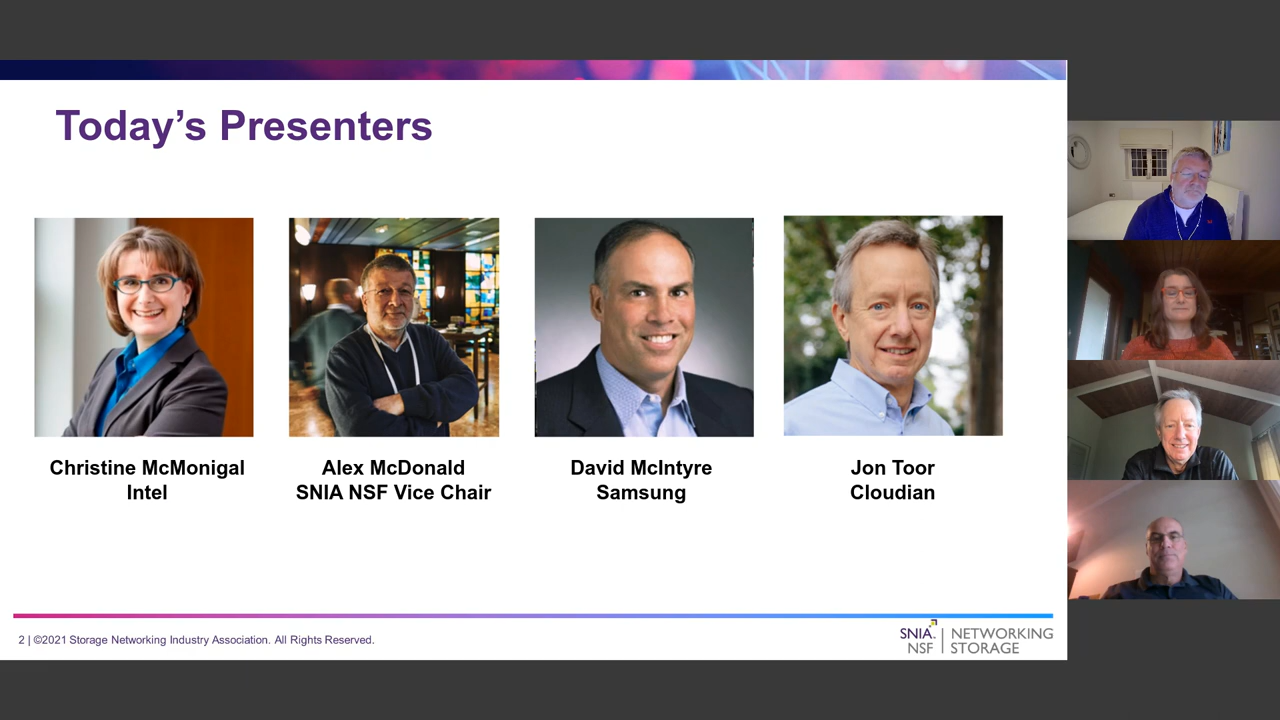 Today’s Presenters
Christine McMonigal
Intel
Alex McDonald
SNIA NSF Vice Chair
David McIntyre
Samsung
Jon Toor
Cloudian
2 | ©2021 Storage Networking Industry Association. All Rights Reserved.
SNIA. NSF | NETWORKING STORAGE